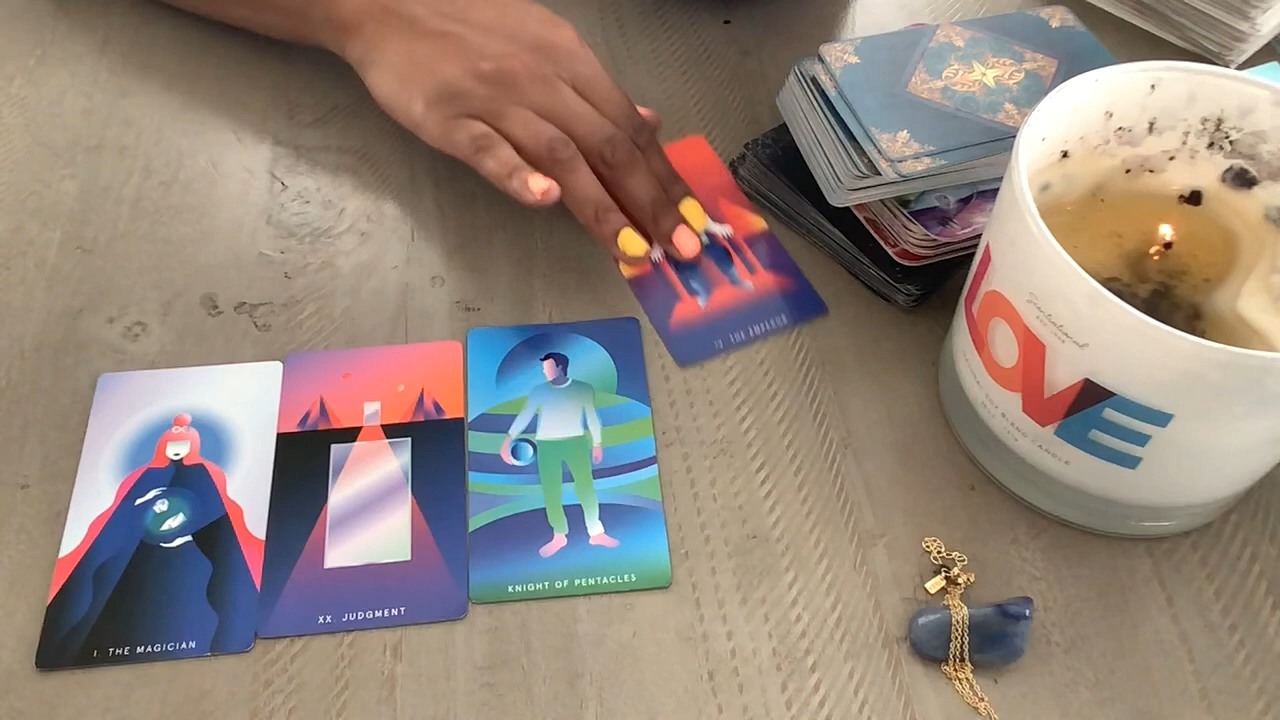 I. THE MAGICIAN
XX. JUDGMENT
KNIGHT OF PENTACLES
IV. THE EMPEROR
LOVE